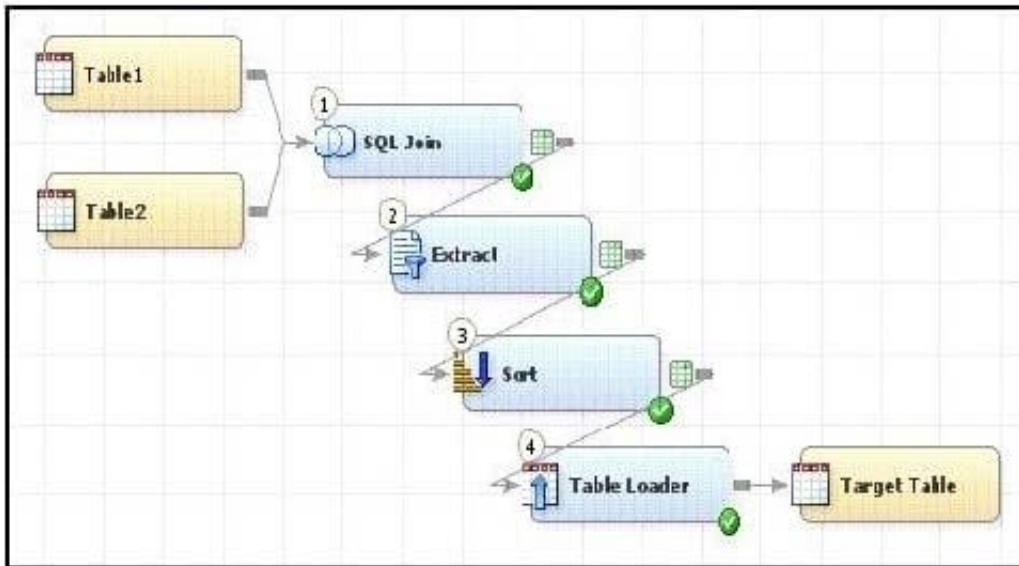 Table1
1
SQL Join
Table2
2
Extract
3
Sort
4
Table Loader
Target Table